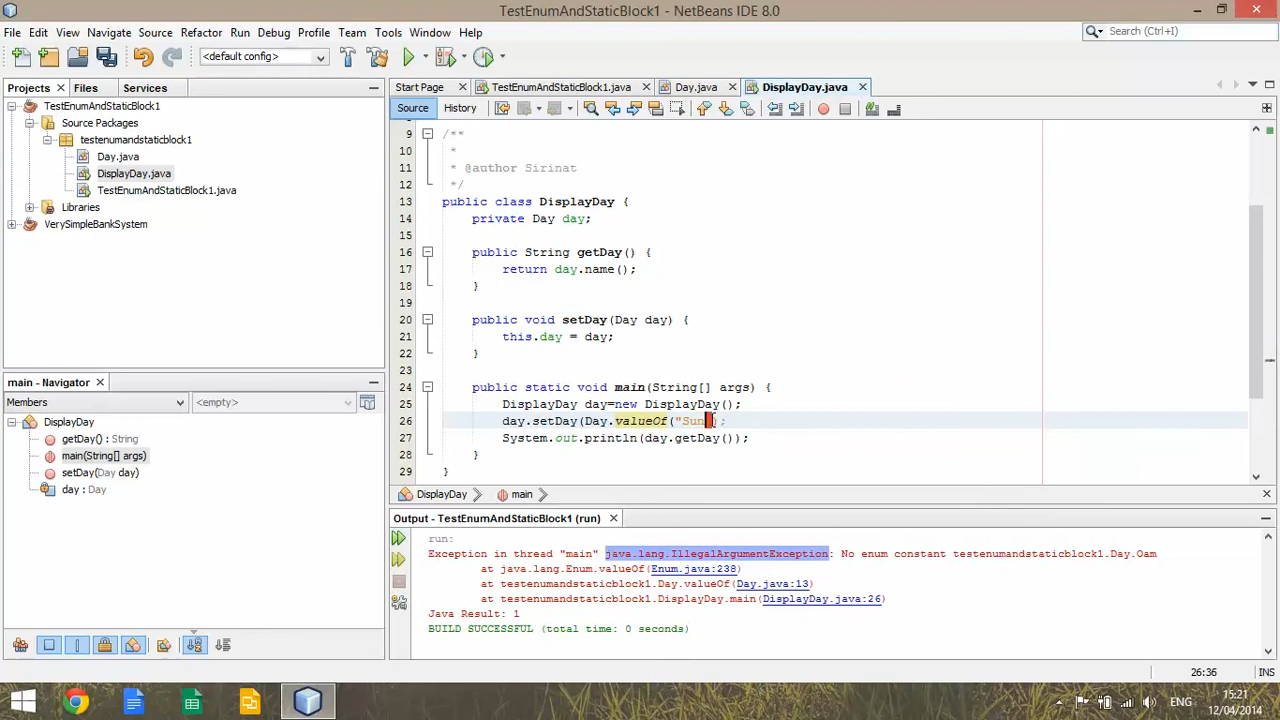 TestEnumAndStaticBlock1 - NetBeans IDE 8.0
File Edit View Navigate Source Refactor Run Debug Profile Team Tools Window Help
Search (Ctrl+I)
<default config>
Projects Files Services
Start Page TestEnumAndStaticBlock1.java Day.java DisplayDay.java
Source History
TestEnumAndStaticBlock1
Source Packages
testenumandstaticblock1
Day.java
DisplayDay.java
TestEnumAndStaticBlock1.java
Libraries
VerySimpleBankSystem
main - Navigator
Members <empty>
DisplayDay
getDay() : String
main(String[] args)
setDay(Day day)
day : Day
9 /**
10 *
11 * @author Sirinat
12 */
13 public class DisplayDay {
14 private Day day;
15
16 public String getDay() {
17 return day.name();
18 }
19
20 public void setDay(Day day) {
21 this.day = day;
22 }
23
24 public static void main(String[] args) {
25 DisplayDay day=new DisplayDay();
26 day.setDay(Day.valueOf("Sun");
27 System.out.println(day.getDay());
28 }
29 }
DisplayDay main
Output - TestEnumAndStaticBlock1 (run)
run:
Exception in thread "main" java.lang.IllegalArgumentException: No enum constant testenumandstaticblock1.Day.Oam
at java.lang.Enum.valueOf(Enum.java:238)
at testenumandstaticblock1.Day.valueOf(Day.java:13)
at testenumandstaticblock1.DisplayDay.main(DisplayDay.java:26)
Java Result: 1
BUILD SUCCESSFUL (total time: 0 seconds)
26:36 INS
ENG
15:21
12/04/2014